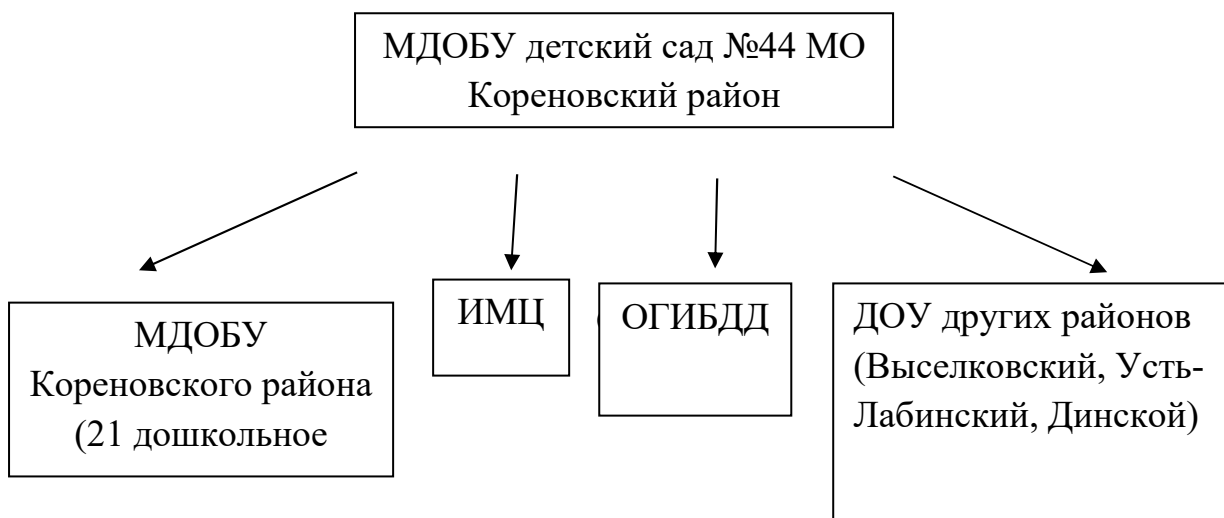 МДОБУ детский сад №44 МО
Кореновский район
МДОБУ
Кореновского района
(21 дошкольное
ИМЦ
ОГИБДД
ДОУ других районов
(Выселковский, Усть-
Лабинский, Динской)